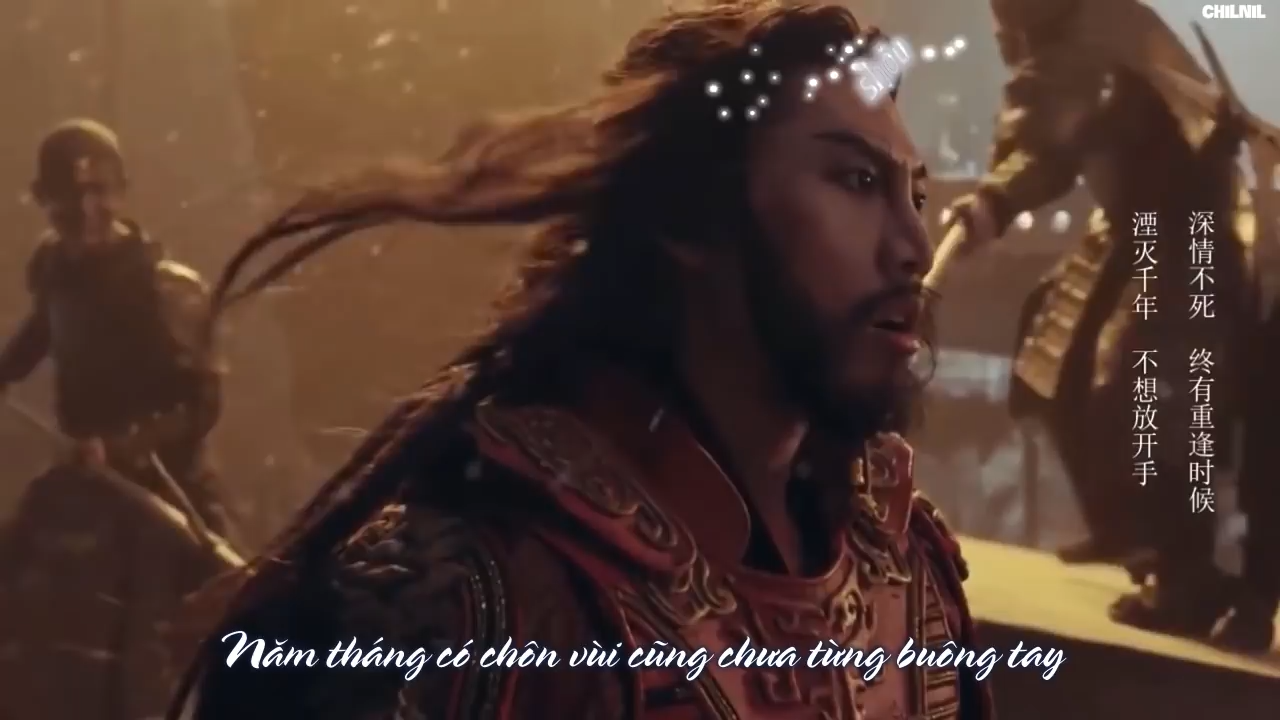 CHILNIL
深情不死 终有重逢时候
湮灭千年 不想放开手
Năm tháng có chôn vùi cũng chưa từng buông tay